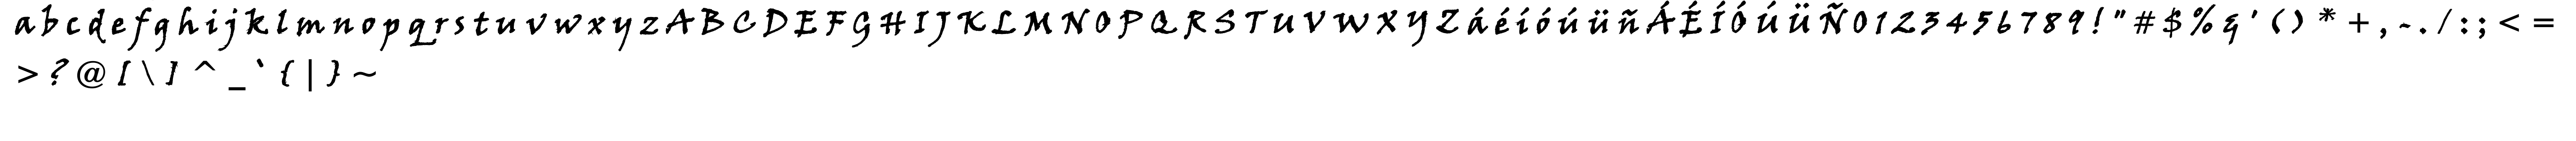 a b c d e f g h i j k l m n o p q r s t u v w x y z A B C D E F G H I J K L M N O P Q R S T U V W X Y Z á é í ó ú ü ñ Á É Í Ó Ú Ü Ñ 0 1 2 3 4 5 6 7 8 9 ! " # $ % & ' ( ) * + , - . / : ; < =
> ? @ [ \ ] ^ _ ` { | } ~